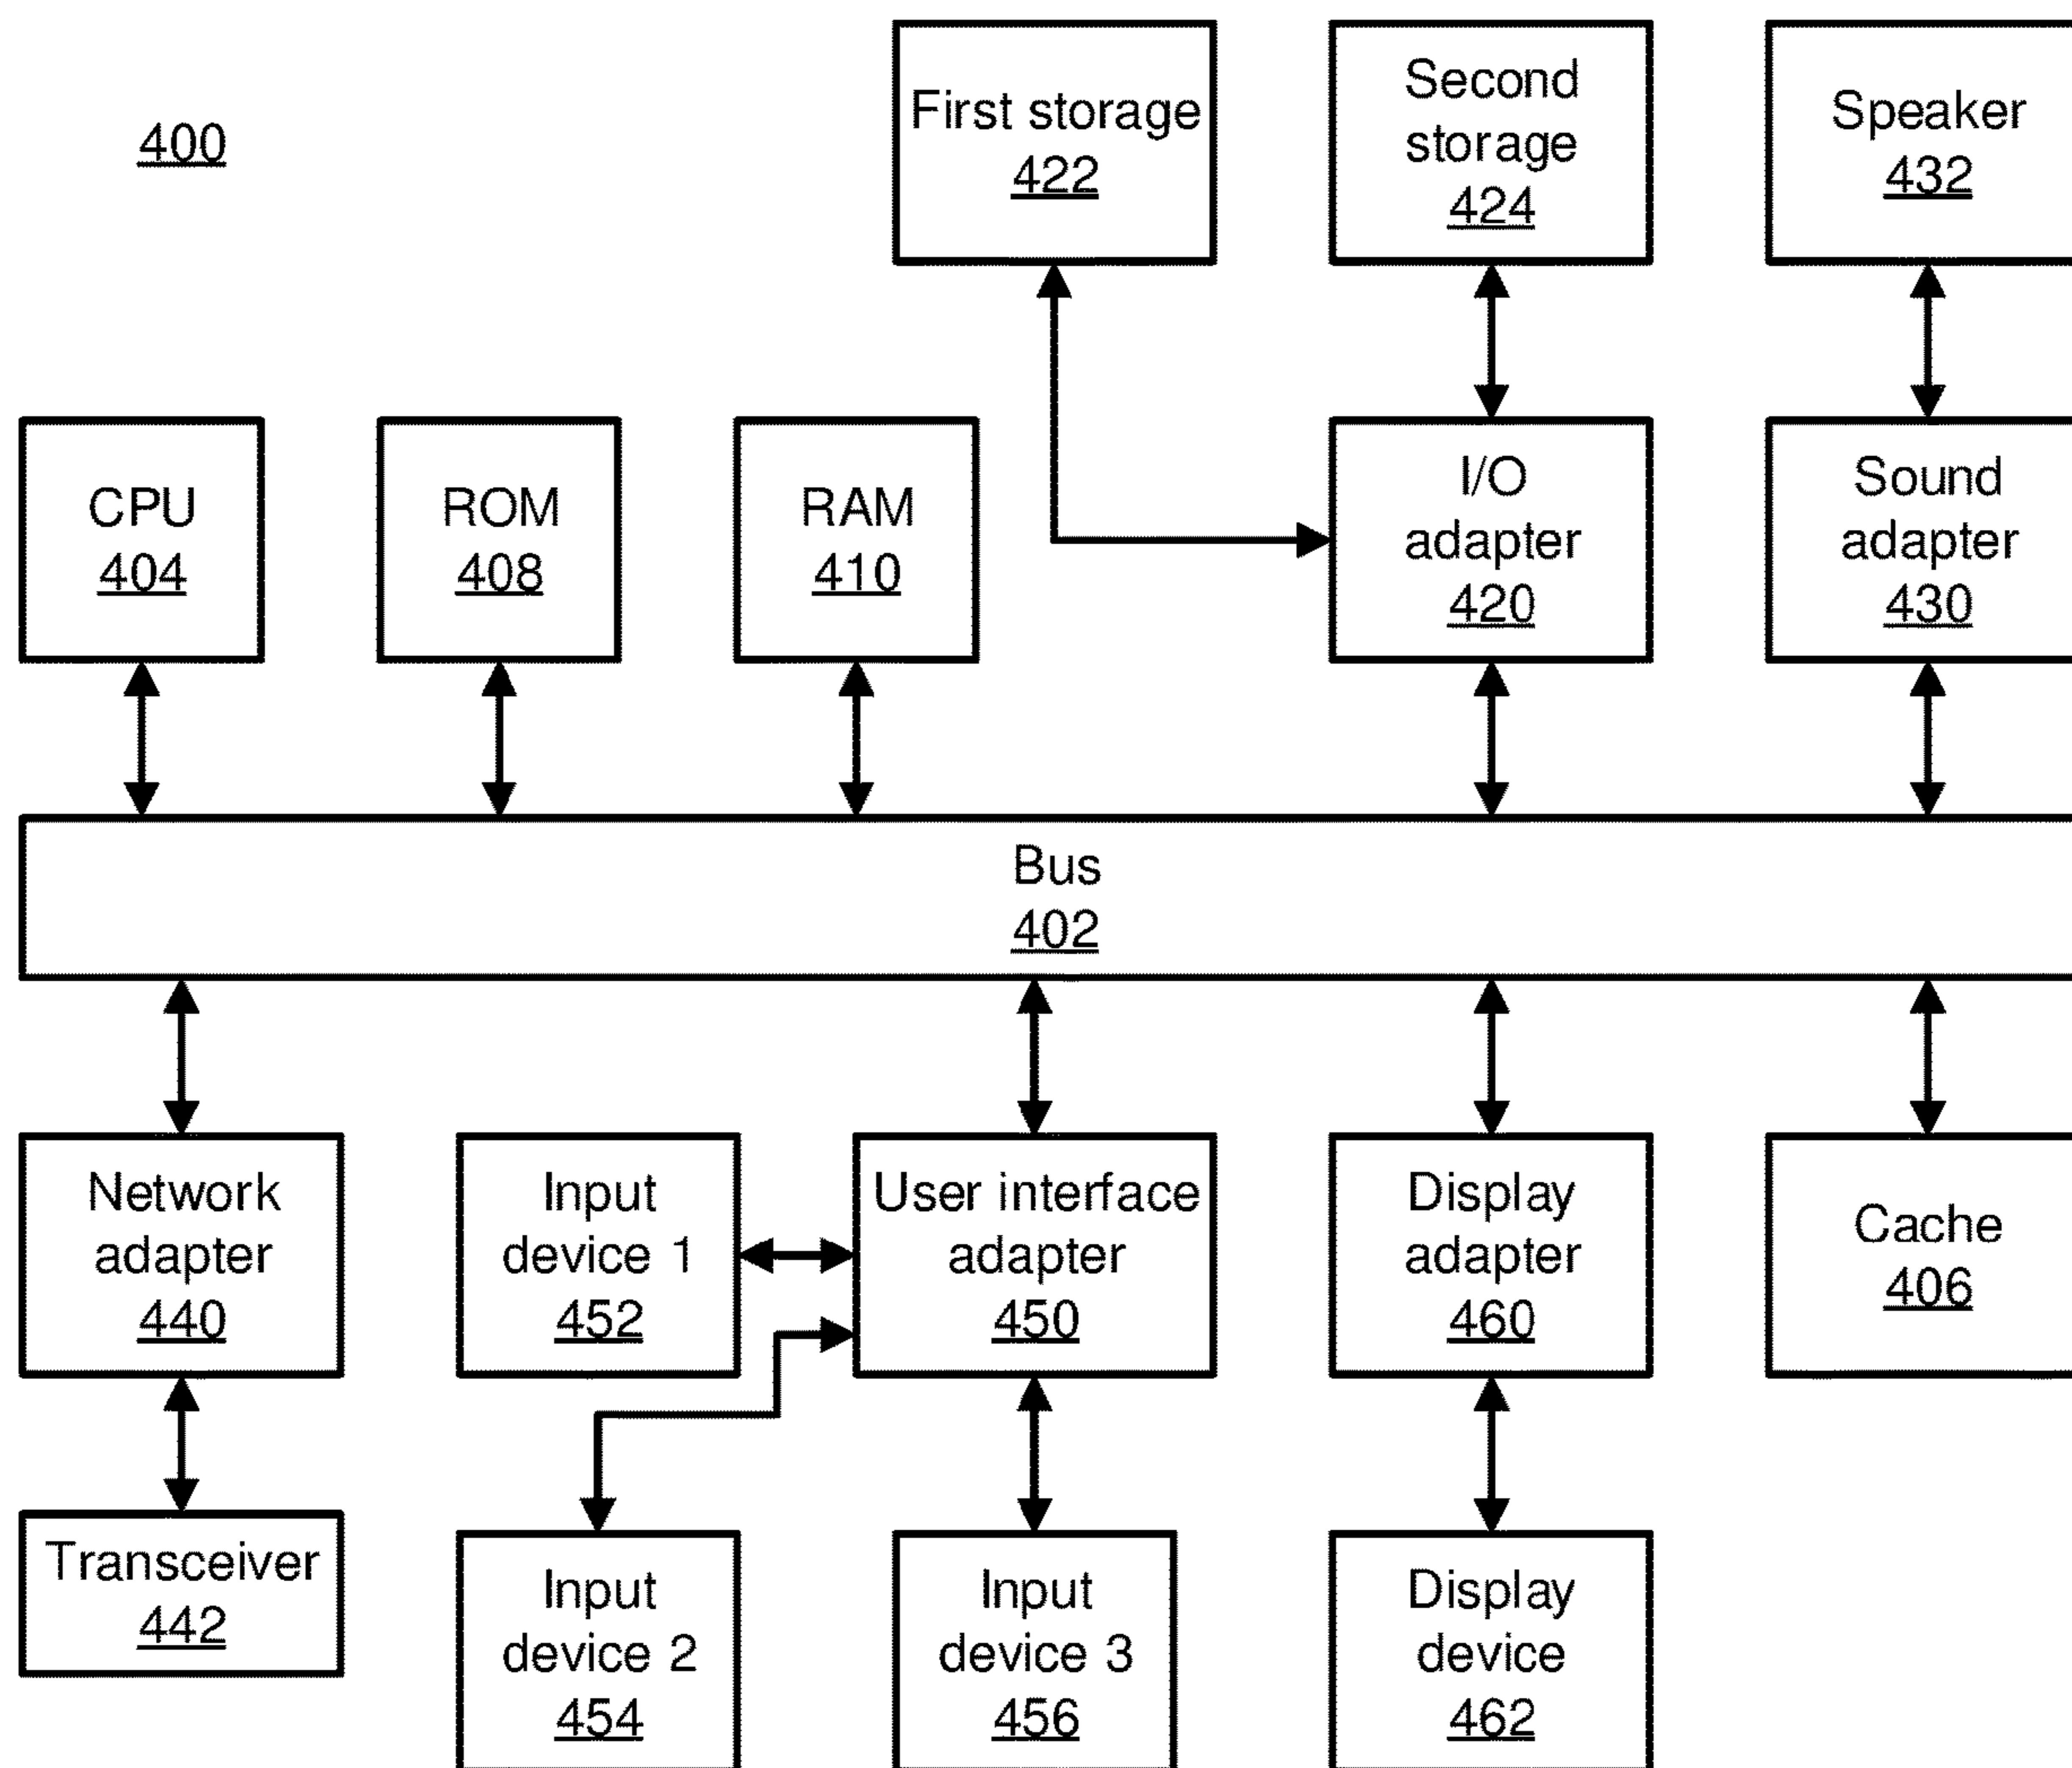 400
First storage
422
Second
storage
424
Speaker
432
CPU
404
ROM
408
RAM
410
I/O
adapter
420
Sound
adapter
430
Bus
402
Network
adapter
440
Input
device 1
452
User interface
adapter
450
Display
adapter
460
Cache
406
Transceiver
442
Input
device 2
454
Input
device 3
456
Display
device
462